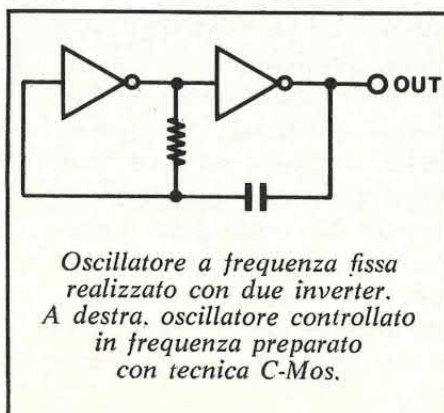 OUT
Oscillatore a frequenza fissa
realizzato con due inverter.
A destra, oscillatore controllato
in frequenza preparato
con tecnica C-Mos.